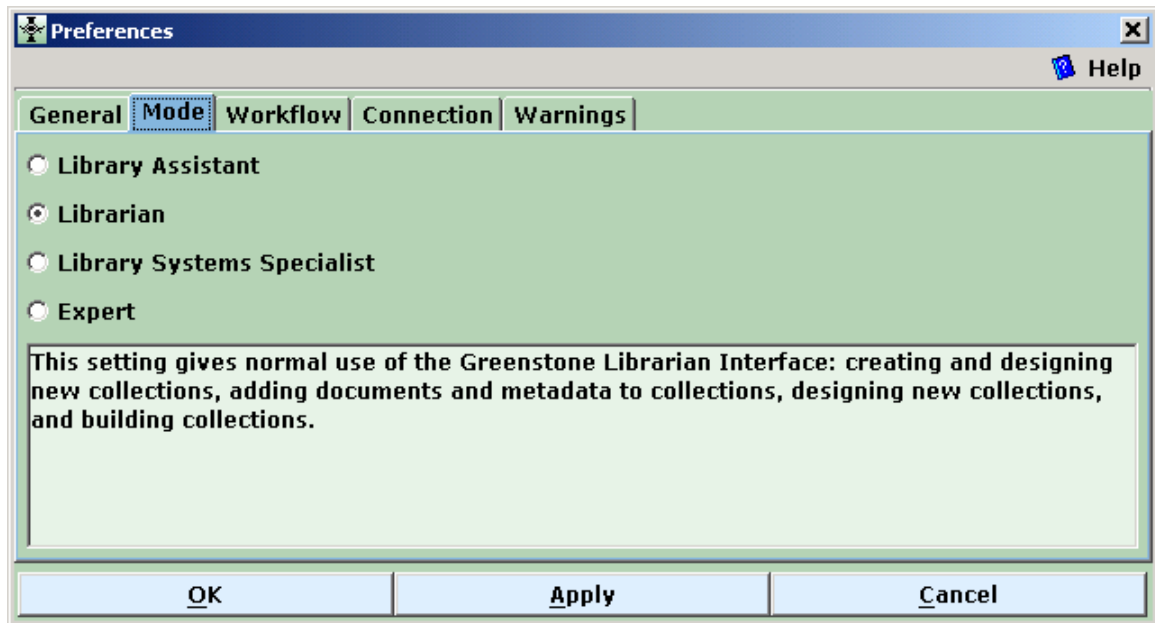 Preferences
Help
General Mode Workflow Connection Warnings
Library Assistant
Librarian
Library Systems Specialist
Expert
This setting gives normal use of the Greenstone Librarian Interface: creating and designing
new collections, adding documents and metadata to collections, designing new collections,
and building collections.
OK Apply Cancel